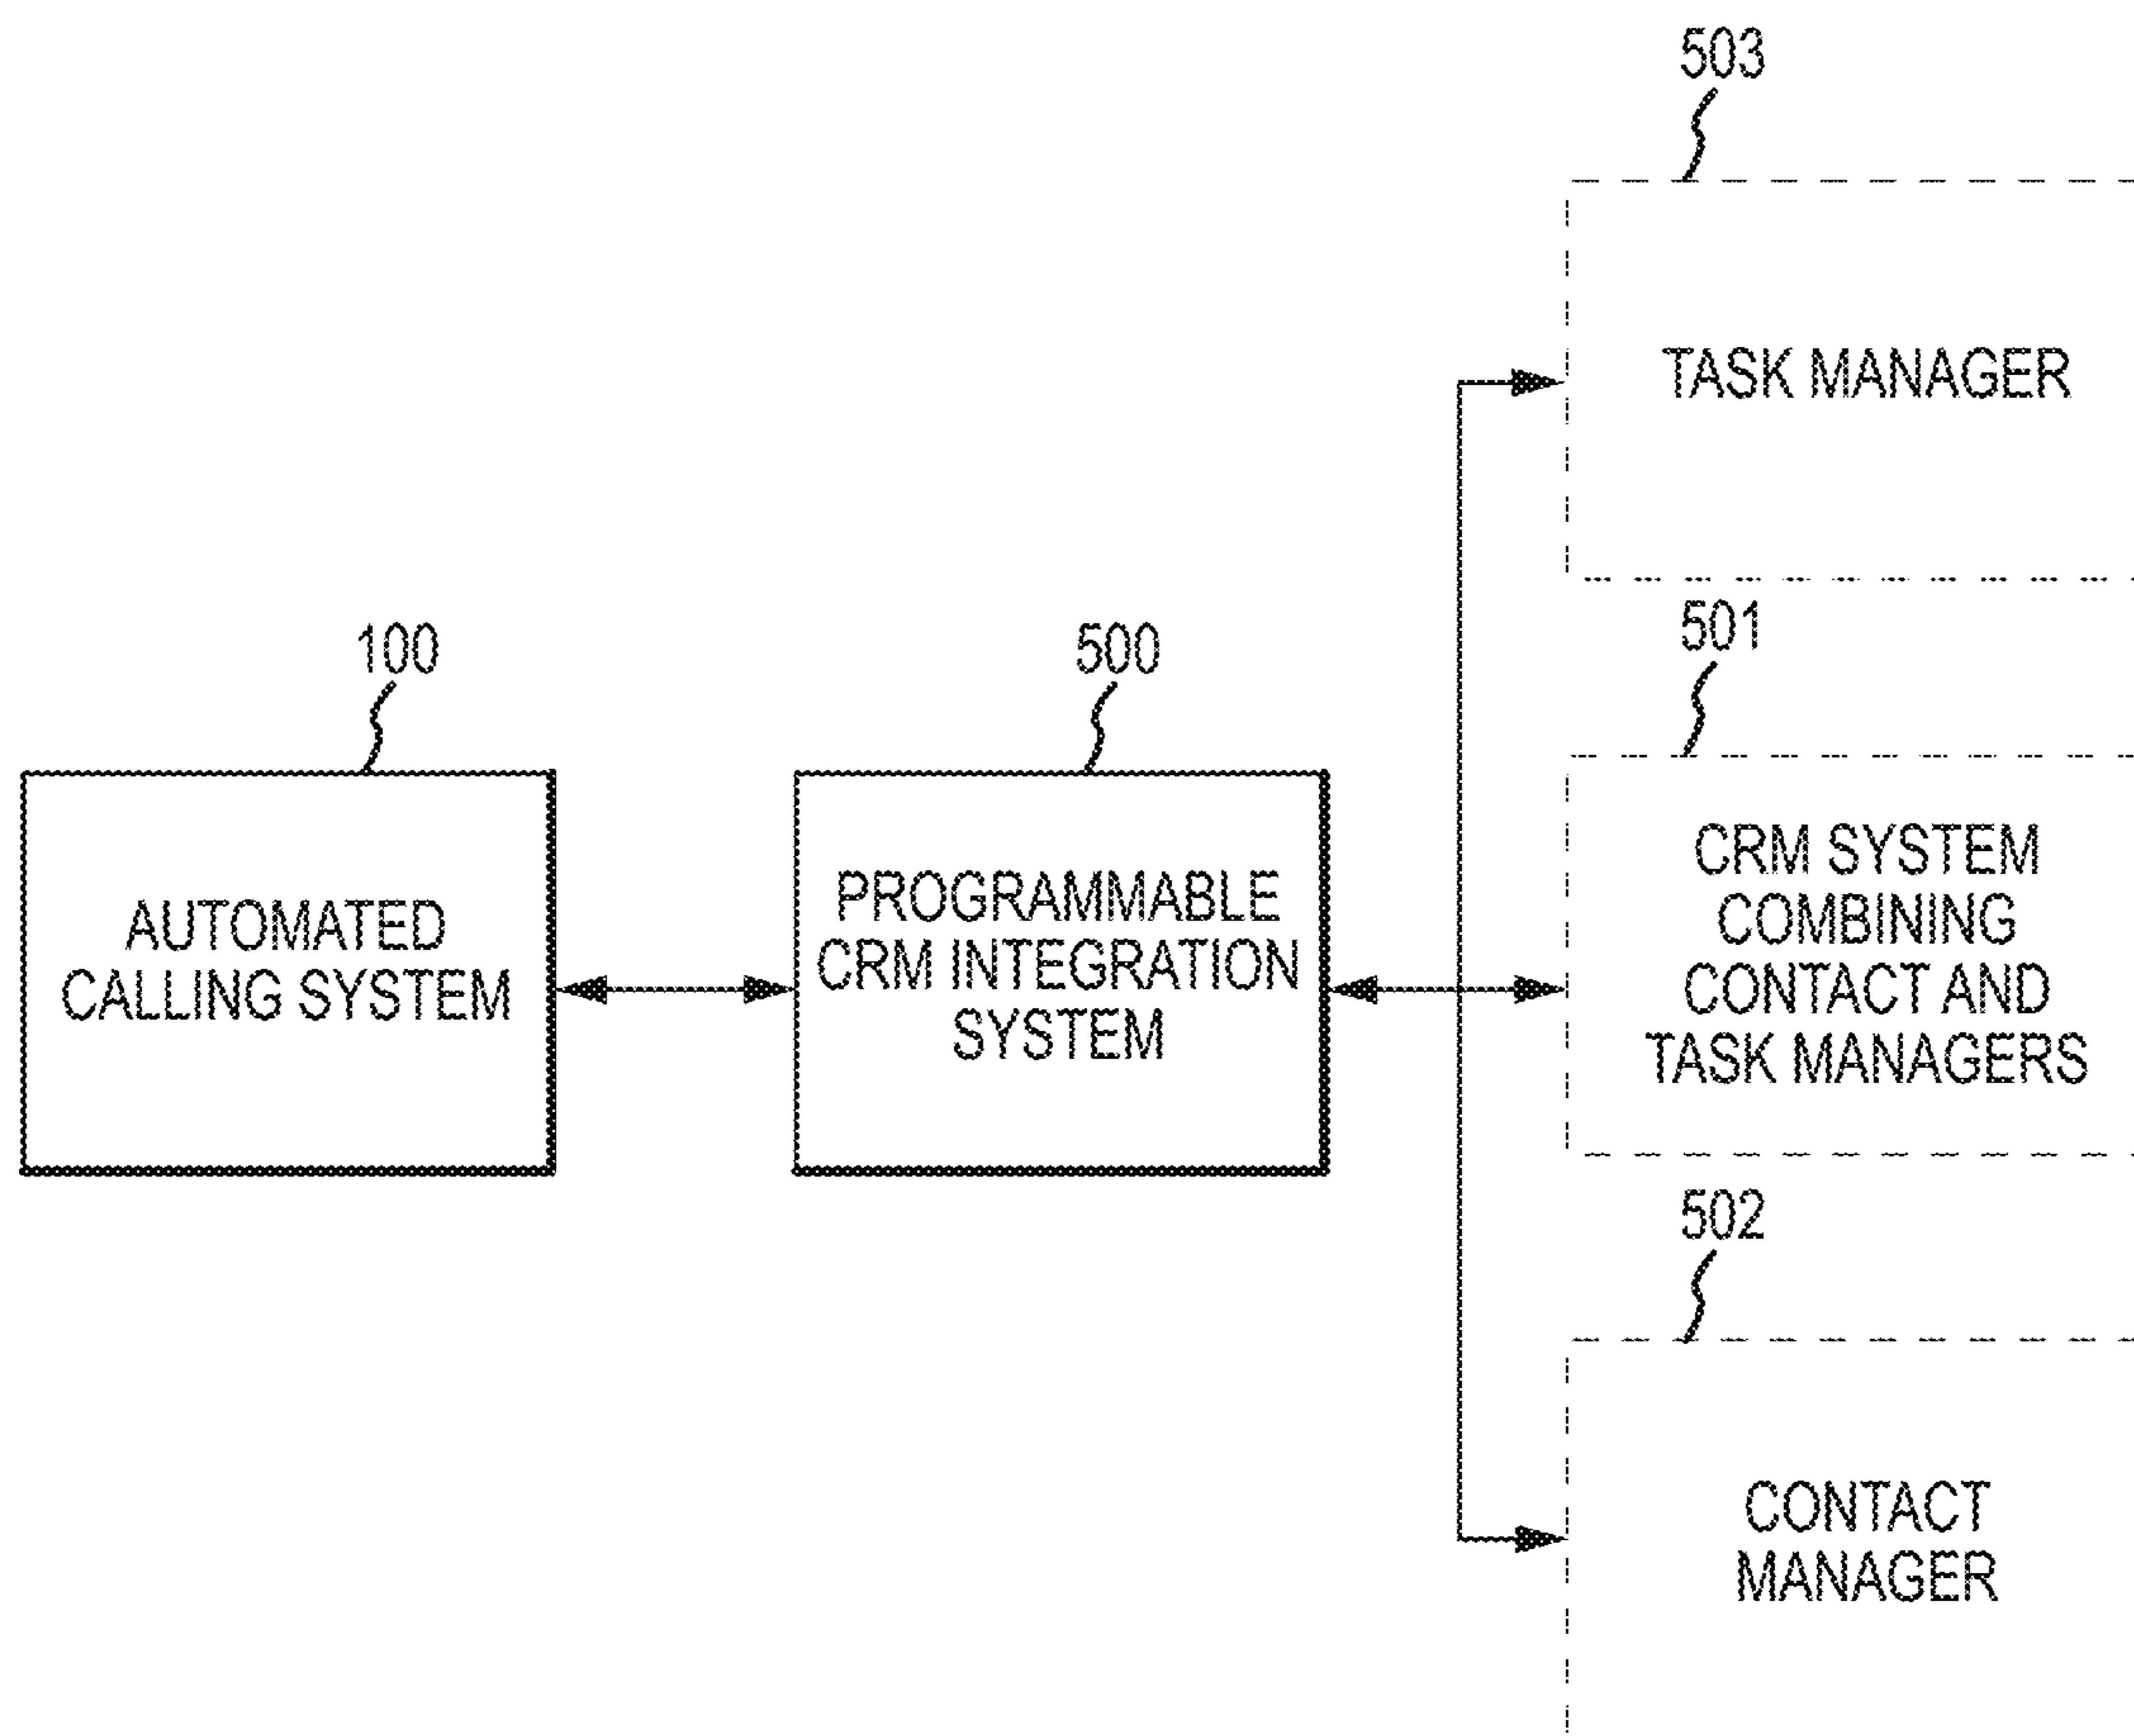 503
TASK MANAGER
100
AUTOMATED
CALLING SYSTEM
500
PROGRAMMABLE
CRM INTEGRATION
SYSTEM
501
CRM SYSTEM
COMBINING
CONTACT AND
TASK MANAGERS
502
CONTACT
MANAGER